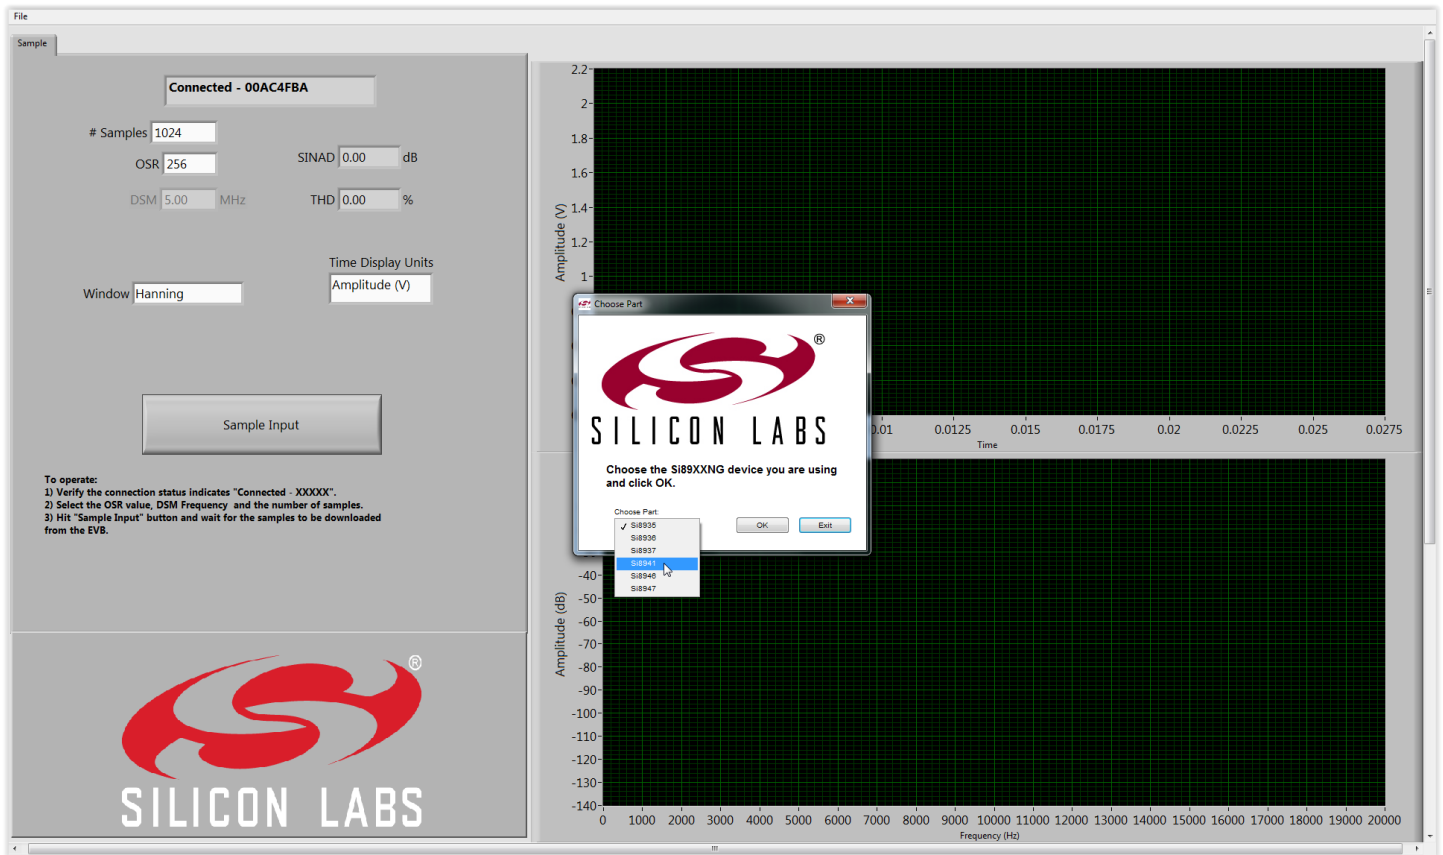 File
Sample
Connected - 00AC4FBA
# Samples 1024
OSR 256
SINAD 0.00 dB
DSM 5.00 MHz
THD 0.00 %
Time Display Units
Amplitude (V)
Window Hanning
Sample Input
To operate:
1) Verify the connection status indicates "Connected - XXXXX".
2) Select the OSR value, DSM Frequency and the number of samples.
3) Hit "Sample Input" button and wait for the samples to be downloaded
from the EVB.
®
SILICON LABS
2.2
2
1.8
1.6
1.4
1.2
1
Amplitude (V)
0.01 0.0125 0.015 0.0175 0.02 0.0225 0.025 0.0275
Time
Choose Part
®
SILICON LABS
Choose the Si89XXNG device you are using
and click OK.
Choose Part:
✓ Si8935
Si8936
Si8937
Si8941
Si8946
Si8947
OK
Exit
-40
-50
-60
-70
-80
-90
-100
-110
-120
-130
-140
Amplitude (dB)
0 1000 2000 3000 4000 5000 6000 7000 8000 9000 10000 11000 12000 13000 14000 15000 16000 17000 18000 19000 20000
Frequency (Hz)